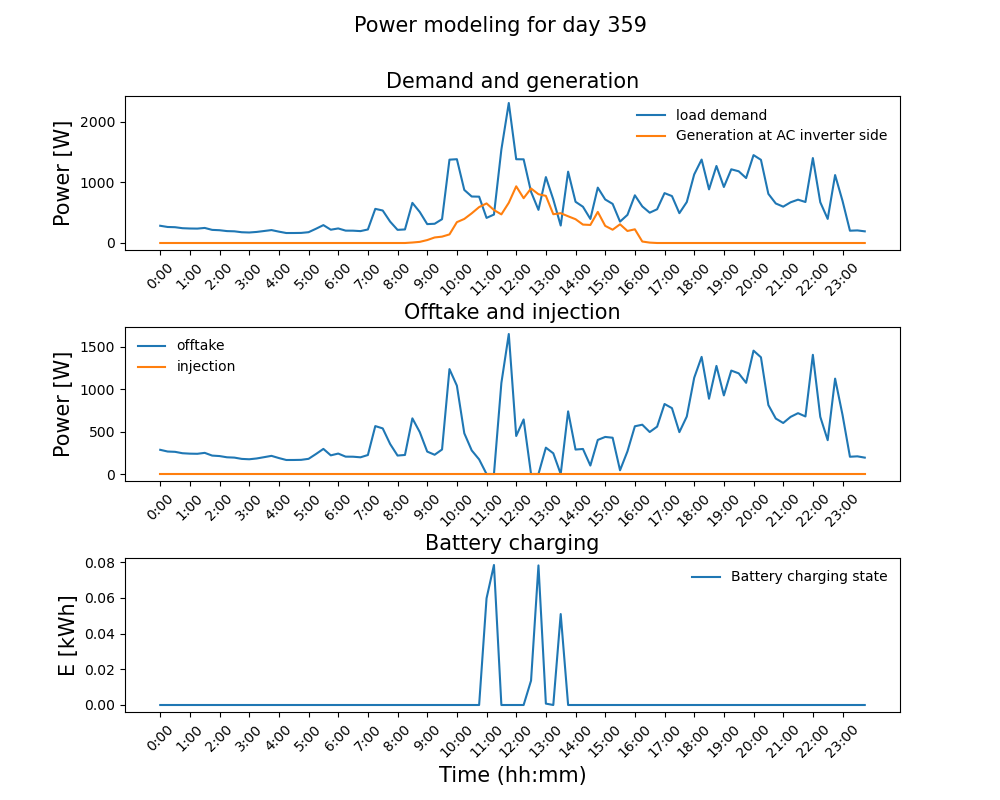 Power modeling for day 359
Demand and generation
Power [W]
2000
1000
0
load demand
Generation at AC inverter side
0:00 1:00 2:00 3:00 4:00 5:00 6:00 7:00 8:00 9:00 10:00 11:00 12:00 13:00 14:00 15:00 16:00 17:00 18:00 19:00 20:00 21:00 22:00 23:00
Offtake and injection
Power [W]
1500
1000
500
0
offtake
injection
0:00 1:00 2:00 3:00 4:00 5:00 6:00 7:00 8:00 9:00 10:00 11:00 12:00 13:00 14:00 15:00 16:00 17:00 18:00 19:00 20:00 21:00 22:00 23:00
Battery charging
E [kWh]
0.08
0.06
0.04
0.02
0.00
Battery charging state
0:00 1:00 2:00 3:00 4:00 5:00 6:00 7:00 8:00 9:00 10:00 11:00 12:00 13:00 14:00 15:00 16:00 17:00 18:00 19:00 20:00 21:00 22:00 23:00
Time (hh:mm)